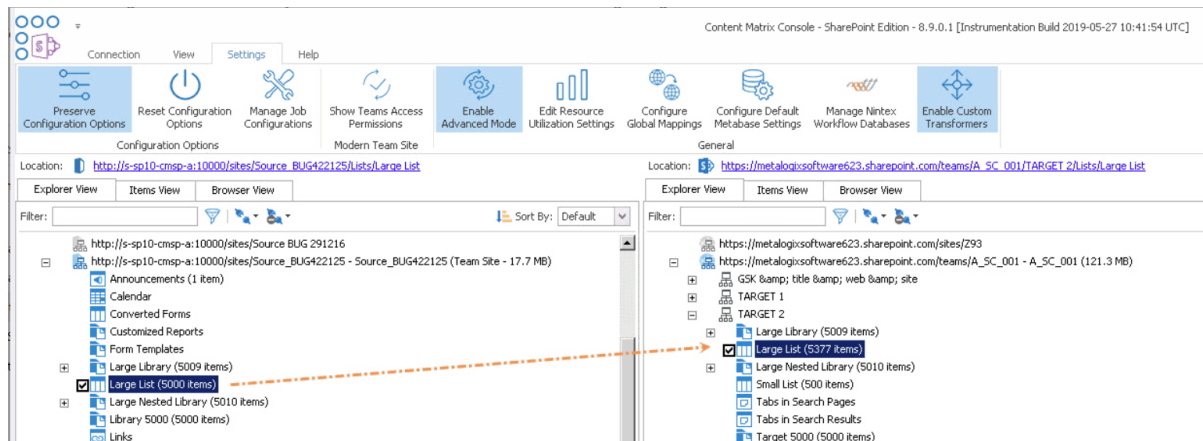 Content Matrix Console - SharePoint Edition - 8.9.0.1 [Instrumentation Build 2019-05-27 10:41:54 UTC]
Connection View Settings Help
Preserve Configuration Options
Reset Configuration Options
Manage Job Configurations
Show Teams Access Permissions
Enable Advanced Mode
Edit Resource Utilization Settings
Configure Global Mappings
Configure Default Metabase Settings
Manage Nintex Workflow Databases
Enable Custom Transformers
Configuration Options
Modern Team Site
General
Location: http://s-sp10-cmsp-a:10000/sites/Source_BUG422125/Lists/Large List
Explorer View Items View Browser View
Filter: Sort By: Default
http://s-sp10-cmsp-a:10000/sites/Source BUG 291216
http://s-sp10-cmsp-a:10000/sites/Source_BUG422125 - Source_BUG422125 (Team Site - 17.7 MB)
Announcements (1 item)
Calendar
Converted Forms
Customized Reports
Form Templates
Large Library (5009 items)
Large List (5000 items)
Large Nested Library (5010 items)
Library 5000 (5000 items)
Links
Location: https://metalogixsoftware623.sharepoint.com/teams/A_SC_001/TARGET 2/Lists/Large List
Explorer View Items View Browser View
Filter:
https://metalogixsoftware623.sharepoint.com/sites/Z93
https://metalogixsoftware623.sharepoint.com/teams/A_SC_001 - A_SC_001 (121.3 MB)
GSK &amp; title &amp; web &amp; site
TARGET 1
TARGET 2
Large Library (5009 items)
Large List (5377 items)
Large Nested Library (5010 items)
Small List (500 items)
Tabs in Search Pages
Tabs in Search Results
Target 5000 (5000 items)